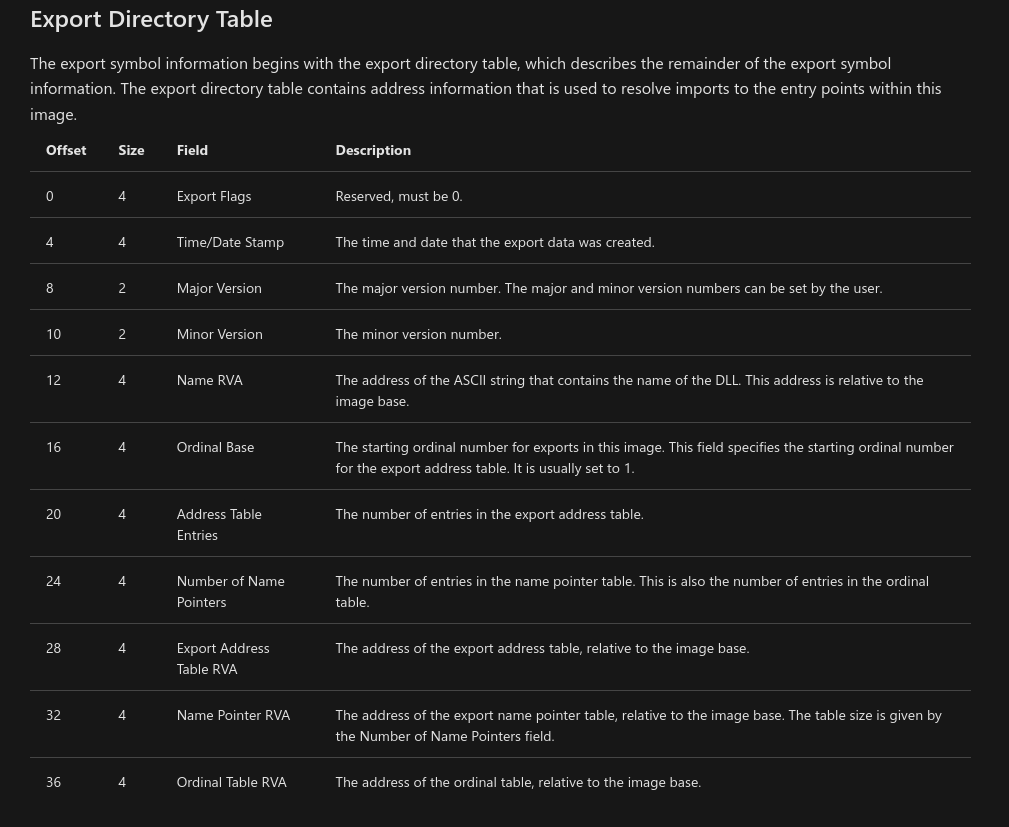 Export Directory Table
The export symbol information begins with the export directory table, which describes the remainder of the export symbol
information. The export directory table contains address information that is used to resolve imports to the entry points within this
image.
Offset Size Field Description
0 4 Export Flags Reserved, must be 0.
4 4 Time/Date Stamp The time and date that the export data was created.
8 2 Major Version The major version number. The major and minor version numbers can be set by the user.
10 2 Minor Version The minor version number.
12 4 Name RVA The address of the ASCII string that contains the name of the DLL. This address is relative to the
image base.
16 4 Ordinal Base The starting ordinal number for exports in this image. This field specifies the starting ordinal number
for the export address table. It is usually set to 1.
20 4 Address Table The number of entries in the export address table.
Entries
24 4 Number of Name The number of entries in the name pointer table. This is also the number of entries in the ordinal
Pointers table.
28 4 Export Address The address of the export address table, relative to the image base.
Table RVA
32 4 Name Pointer RVA The address of the export name pointer table, relative to the image base. The table size is given by
the Number of Name Pointers field.
36 4 Ordinal Table RVA The address of the ordinal table, relative to the image base.